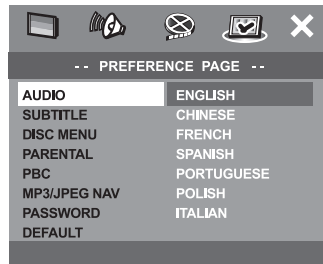 -- PREFERENCE PAGE --
AUDIO ENGLISH
SUBTITLE CHINESE
DISC MENU FRENCH
PARENTAL SPANISH
PBC PORTUGUESE
MP3/JPEG NAV POLISH
PASSWORD ITALIAN
DEFAULT